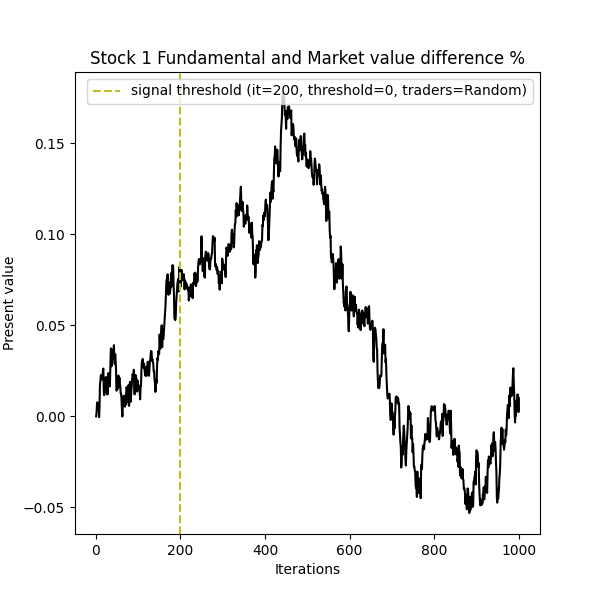 Stock 1 Fundamental and Market value difference %
signal threshold (it=200, threshold=0, traders=Random)
0.15
0.10
0.05
0.00
−0.05
Present value
0 200 400 600 800 1000
Iterations